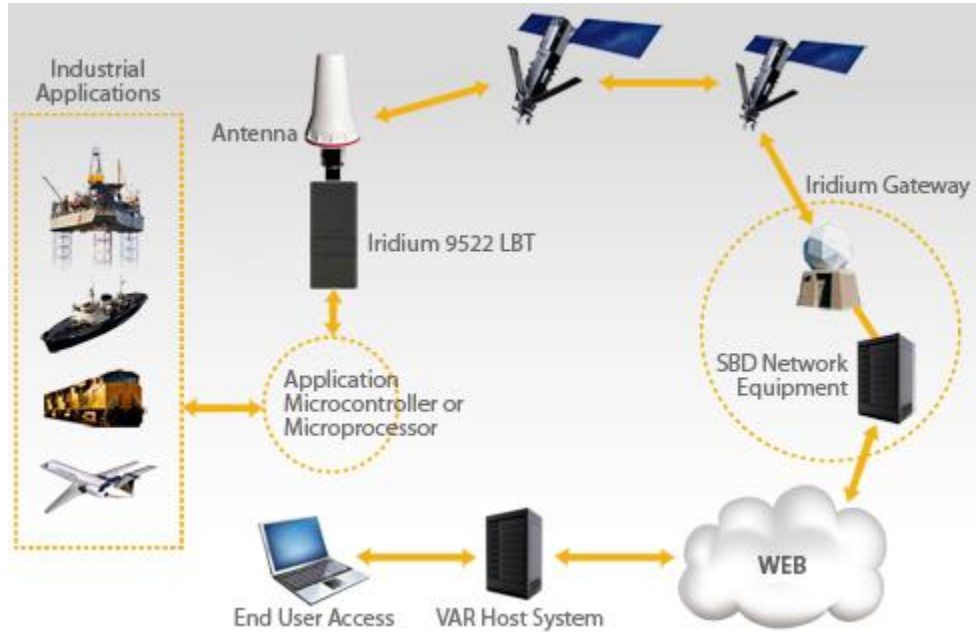 Industrial
Applications
Antenna
Iridium 9522 LBT
Iridium Gateway
SBD Network
Equipment
Application
Microcontroller or
Microprocessor
WEB
End User Access
VAR Host System